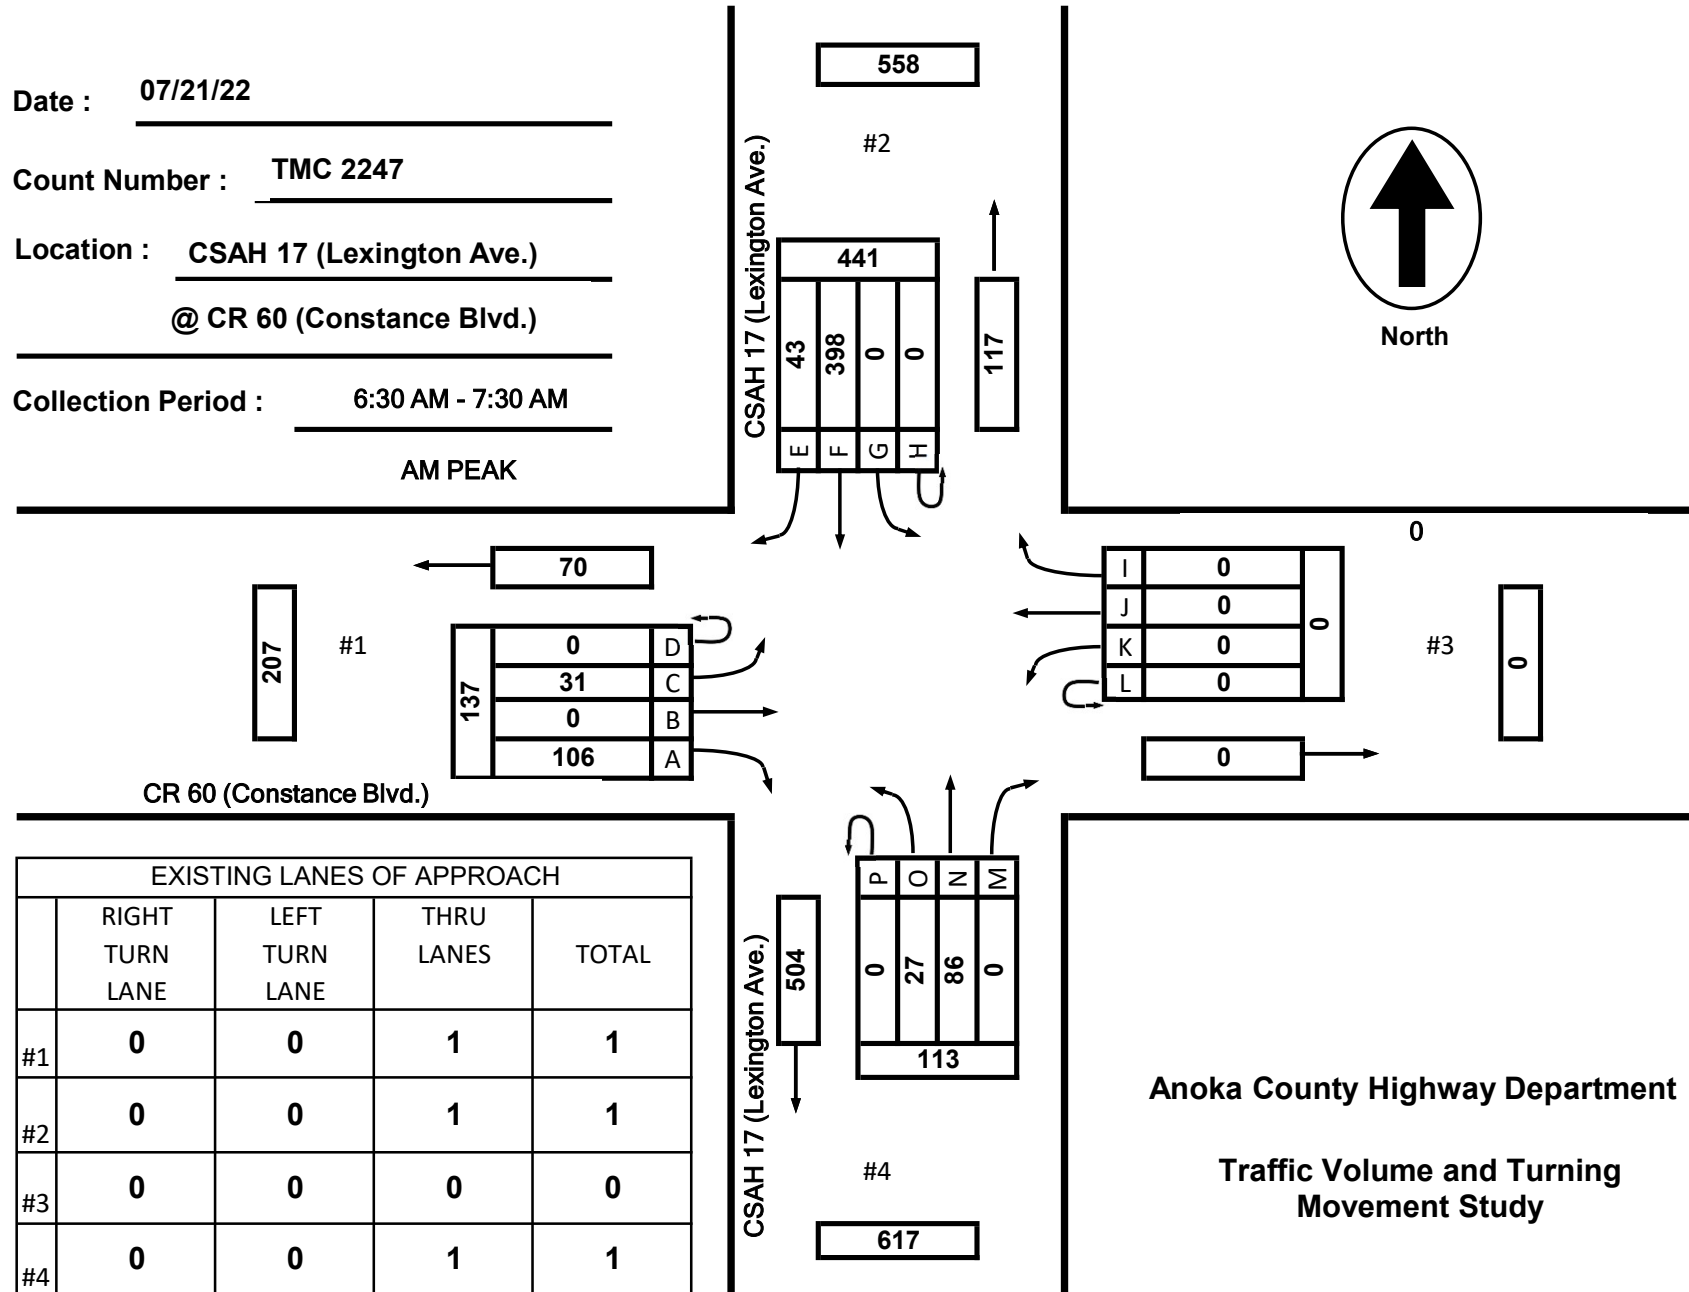 Date : 07/21/22
Count Number : TMC 2247
Location : CSAH 17 (Lexington Ave.)
@ CR 60 (Constance Blvd.)
Collection Period : 6:30 AM - 7:30 AM
AM PEAK
558
#2
CSAH 17 (Lexington Ave.)
441
43 398 0 0
E F G H
117
North
70
207
#1
137
0 D
31 C
0 B
106 A
CR 60 (Constance Blvd.)
0
I 0
J 0
K 0
L 0
0
#3
0
0
P O N M
0 27 86 0
113
504
CSAH 17 (Lexington Ave.)
#4
617
EXISTING LANES OF APPROACH
RIGHT TURN LANE
LEFT TURN LANE
THRU LANES
TOTAL
#1 0 0 1 1
#2 0 0 1 1
#3 0 0 0 0
#4 0 0 1 1
Anoka County Highway Department
Traffic Volume and Turning
Movement Study